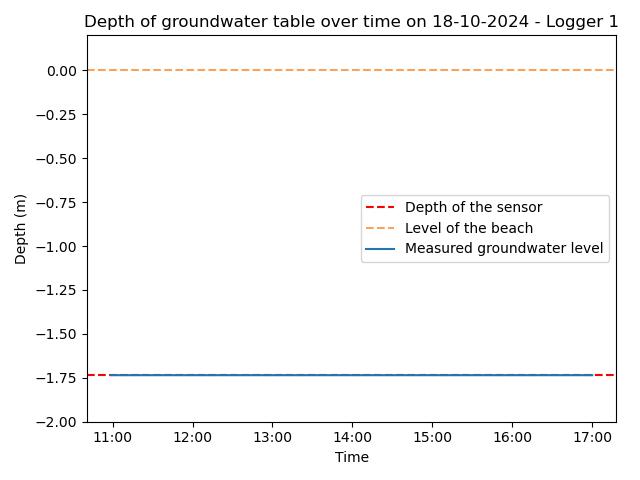 Depth of groundwater table over time on 18-10-2024 - Logger 1
0.00
−0.25
−0.50
−0.75
−1.00
−1.25
−1.50
−1.75
−2.00
Depth (m)
Depth of the sensor
Level of the beach
Measured groundwater level
11:00 12:00 13:00 14:00 15:00 16:00 17:00
Time